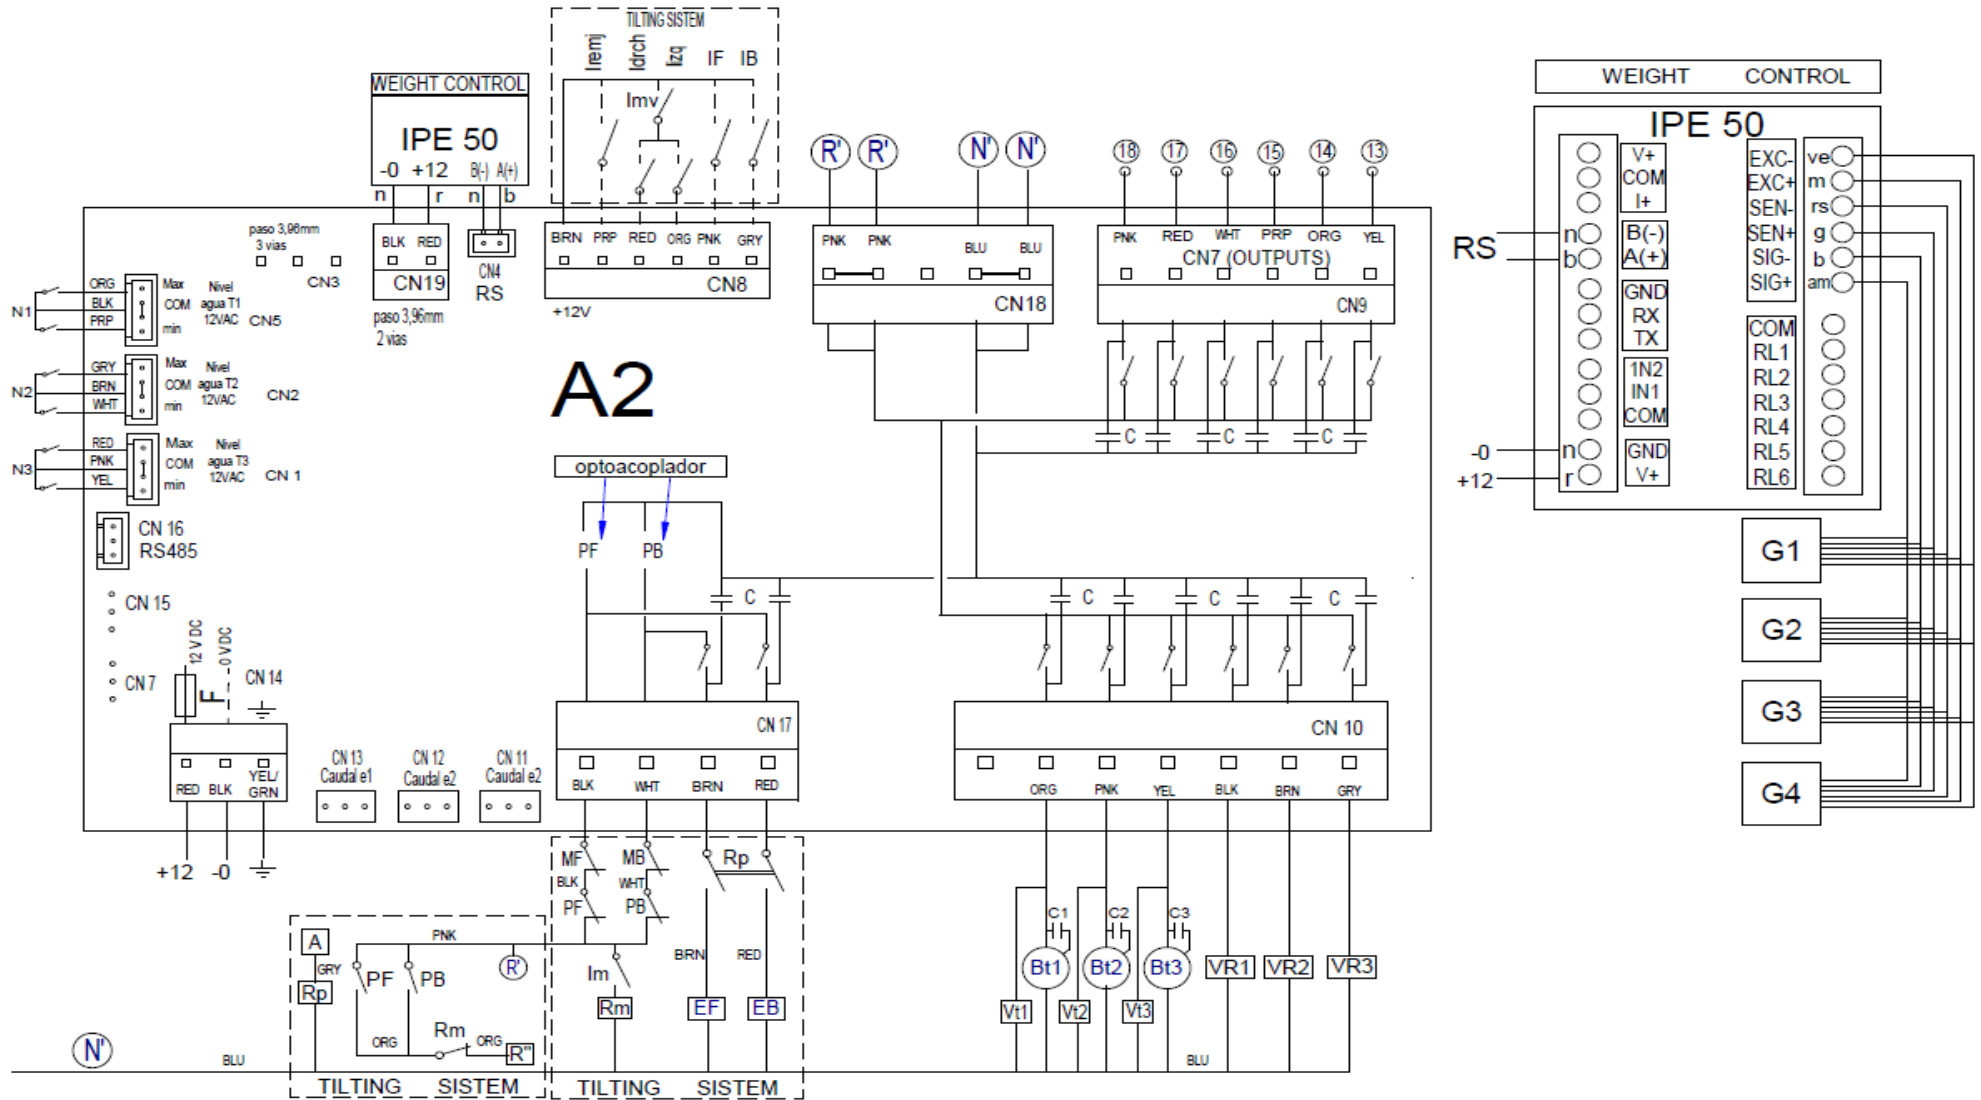 TILTING SISTEM
Iremj
Idrch
Izq
IF
IB
Imv
WEIGHT CONTROL
IPE 50
-0 +12 B(-) A(+)
n r n b
BLK RED
CN19
paso 3,96mm
2 vias
CN4
RS
paso 3,96mm
3 vias
CN3
BRN PRP RED ORG PNK GRY
CN8
+12V
R' R' N' N'
PNK PNK BLU BLU
CN18
18 17 16 15 14 13
PNK RED WHT PRP ORG YEL
CN7 (OUTPUTS)
CN9
C C C
WEIGHT CONTROL
IPE 50
V+
COM
I+
n B(-)
b A(+)
RS
GND
RX
TX
1N2
IN1
COM
-0 n GND
+12 r V+
EXC- ve
EXC+ m
SEN- rs
SEN+ g
SIG- b
SIG+ am
COM
RL1
RL2
RL3
RL4
RL5
RL6
G1
G2
G3
G4
N1
ORG
BLK
PRP
Max
COM
min
Nivel
agua T1
12VAC
CN5
N2
GRY
BRN
WHT
Max
COM
min
Nivel
agua T2
12VAC
CN2
N3
RED
PNK
YEL
Max
COM
min
Nivel
agua T3
12VAC
CN 1
A2
optoacoplador
PF PB
C
C C C
CN 16
RS485
CN 15
CN 7
12 V DC
0 V DC
F
CN 14
RED BLK YEL/
GRN
+12 -0
CN 13
Caudal e1
CN 12
Caudal e2
CN 11
Caudal e2
CN 17
BLK WHT BRN RED
CN 10
ORG PNK YEL BLK BRN GRY
MF MB Rp
BLK WHT
PF PB
BRN RED
Im
Rm EF EB
TILTING SISTEM
A
GRY
Rp
PNK
R'
PF PB
ORG
Rm
ORG
R"
TILTING SISTEM
N'
BLU
C1 C2 C3
Bt1 Bt2 Bt3 VR1 VR2 VR3
Vt1 Vt2 Vt3
BLU